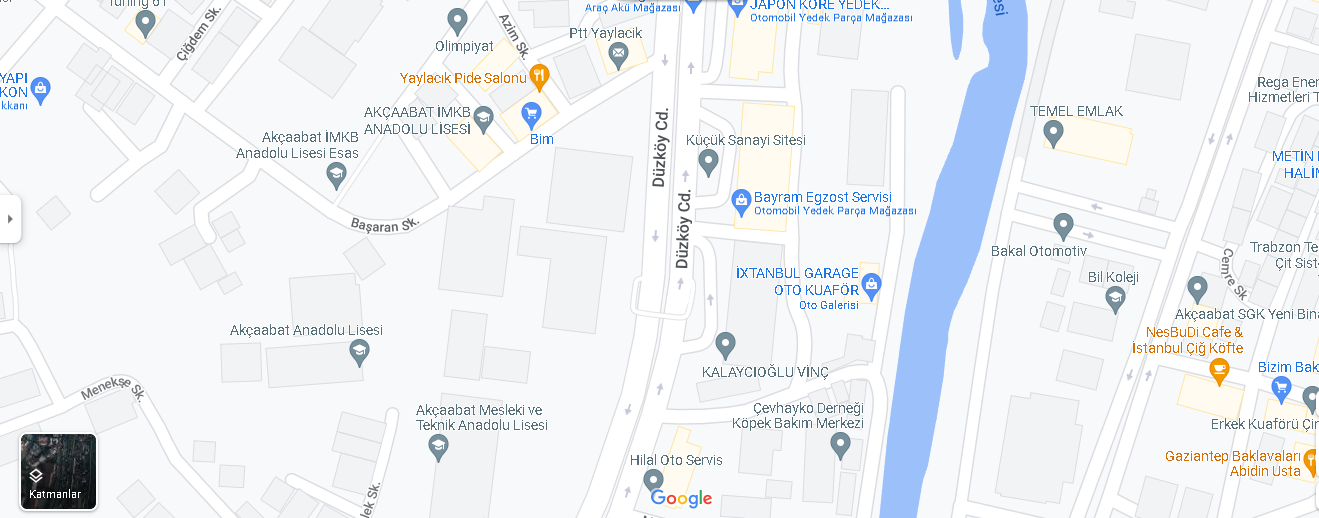 Tuning 61
Çiğdem Sk.
Olimpiyat
Azim Sk.
Ptt Yaylacik
Araç Akü Mağazası
JAPON KORE YEDEK...
Otomobil Yedek Parça Mağazası
YAPI
KON
Yaylacık Pide Salonu
AKÇAABAT İMKB
ANADOLU LİSESİ
Bim
Akçaabat İMKB
Anadolu Lisesi Esas
Başaran Sk.
Düzköy Cd.
Düzköy Cd.
Küçük Sanayi Sitesi
Bayram Egzost Servisi
Otomobil Yedek Parça Mağazası
İXTANBUL GARAGE
OTO KUAFÖR
Oto Galerisi
KALAYCIOĞLU VİNÇ
Çevhayko Derneği
Köpek Bakım Merkezi
Hilal Oto Servis
Akçaabat Anadolu Lisesi
Akçaabat Mesleki ve
Teknik Anadolu Lisesi
Menekşe Sk.
lek Sk.
Katmanlar
Google
TEMEL EMLAK
Rega Ener
Hizmetleri T
METİN
HALİM
Bakal Otomotiv
Bil Koleji
Cemre Sk.
Trabzon Te
Çit Sist
Akçaabat SGK Yeni Bina
NesBuDi Cafe &
İstanbul Çiğ Köfte
Bizim Bak
Erkek Kuaförü Çı
Gaziantep Baklavaları
Abidin Usta